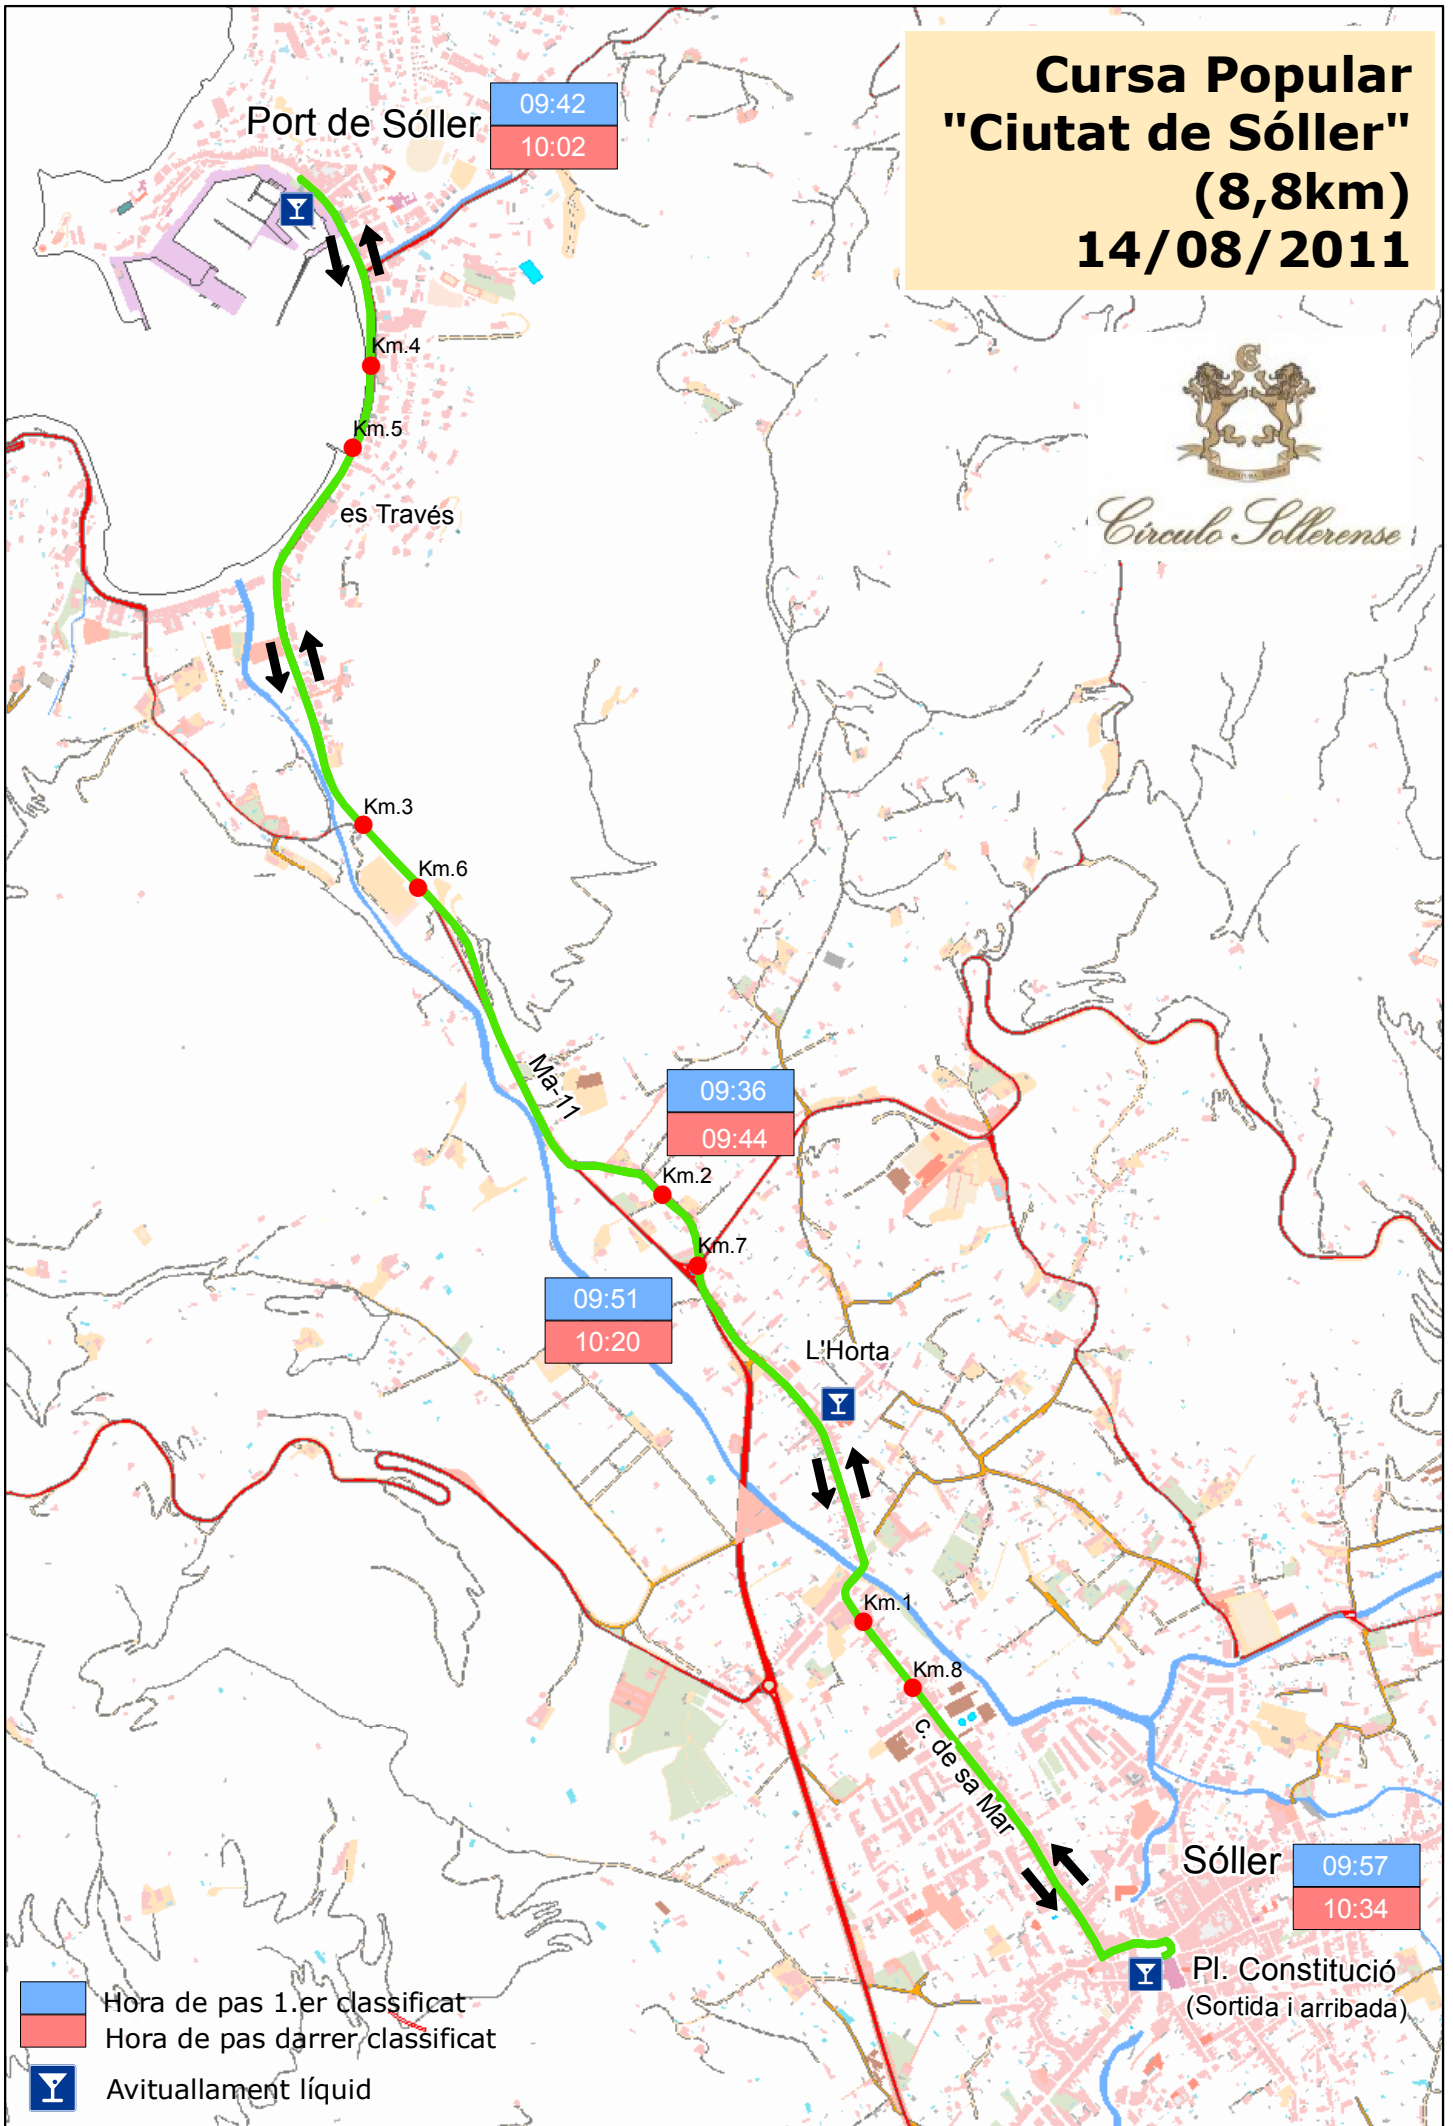 Cursa Popular
"Ciutat de Sóller"
(8,8km)
14/08/2011
Port de Sóller
09:42
10:02
Km.4
Km.5
es Través
CS
Círculo Sollerense
Km.3
Km.6
Ma-11
09:36
09:44
Km.2
Km.7
09:51
10:20
L'Horta
Km.1
Km.8
c. de sa Mar
Sóller
09:57
10:34
Pl. Constitució
(Sortida i arribada)
Hora de pas 1.er classificat
Hora de pas darrer classificat
Avituallament líquid